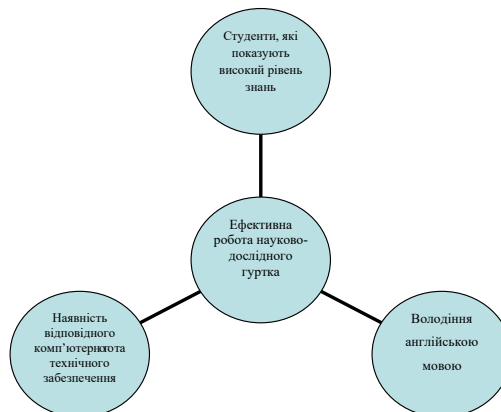 Студенти, які
показують
високий рівень
знань
Ефективна
робота науково-
дослідного
гуртка
Наявність
відповідного
комп’ютерного та
технічного
забезпечення
Володіння
англійською
мовою